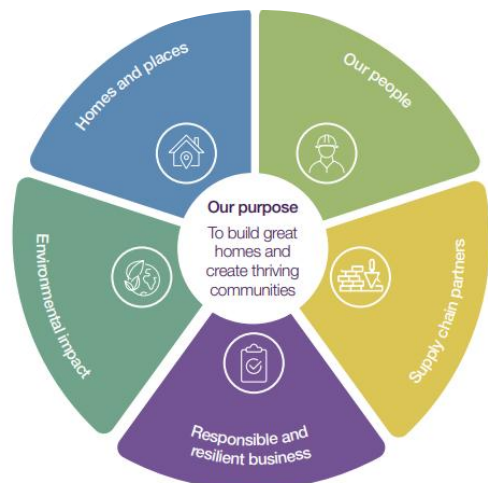 Homes and places
Our people
Our purpose
To build great
homes and
create thriving
communities
Environmental impact
Supply chain partners
Responsible and
resilient business